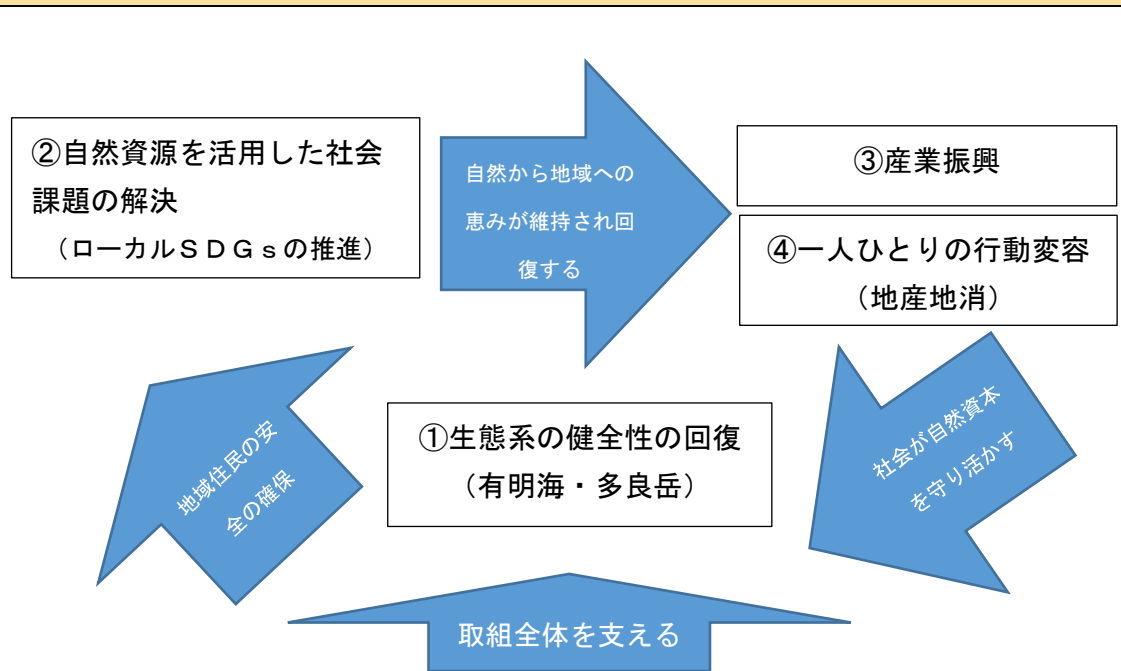 ②自然資源を活用した社会
課題の解決
（ローカルＳＤＧｓの推進）
自然から地域への
恵みが維持され回
復する
③産業振興
④一人ひとりの行動変容
（地産地消）
社会が自然資本
を守り活かす
①生態系の健全性の回復
（有明海・多良岳）
地域住民の安
全の確保
取組全体を支える